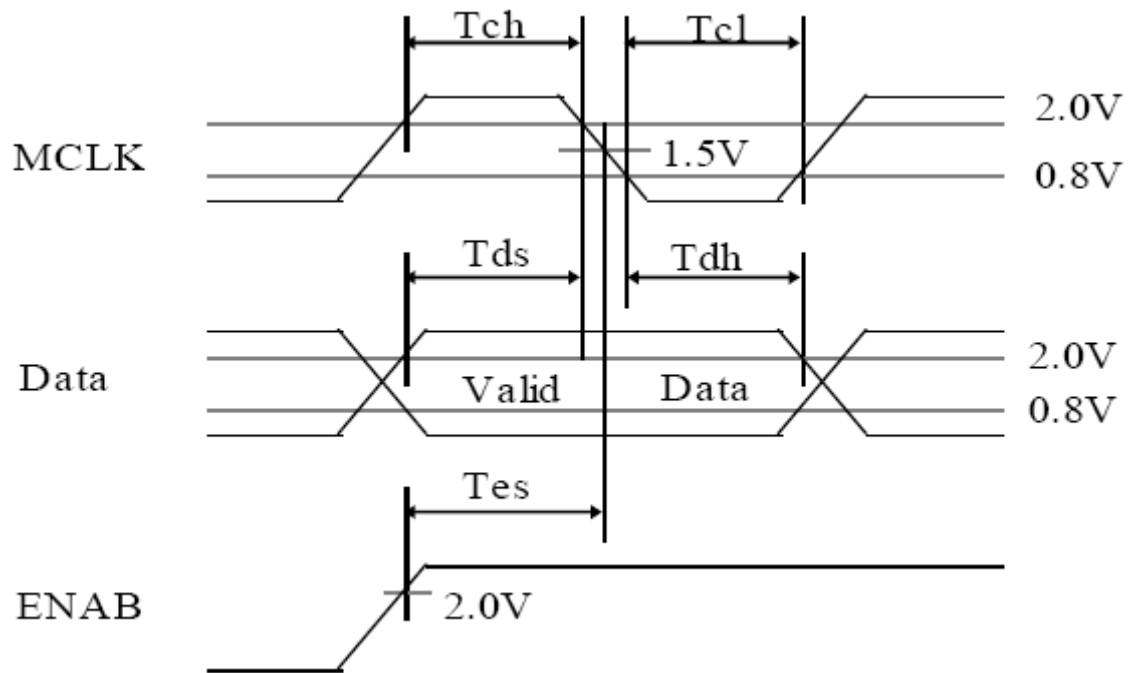 Tch
Tcl
2.0V
MCLK
1.5V
0.8V
Tds
Tdh
2.0V
Data
Valid
Data
0.8V
Tes
ENAB
2.0V